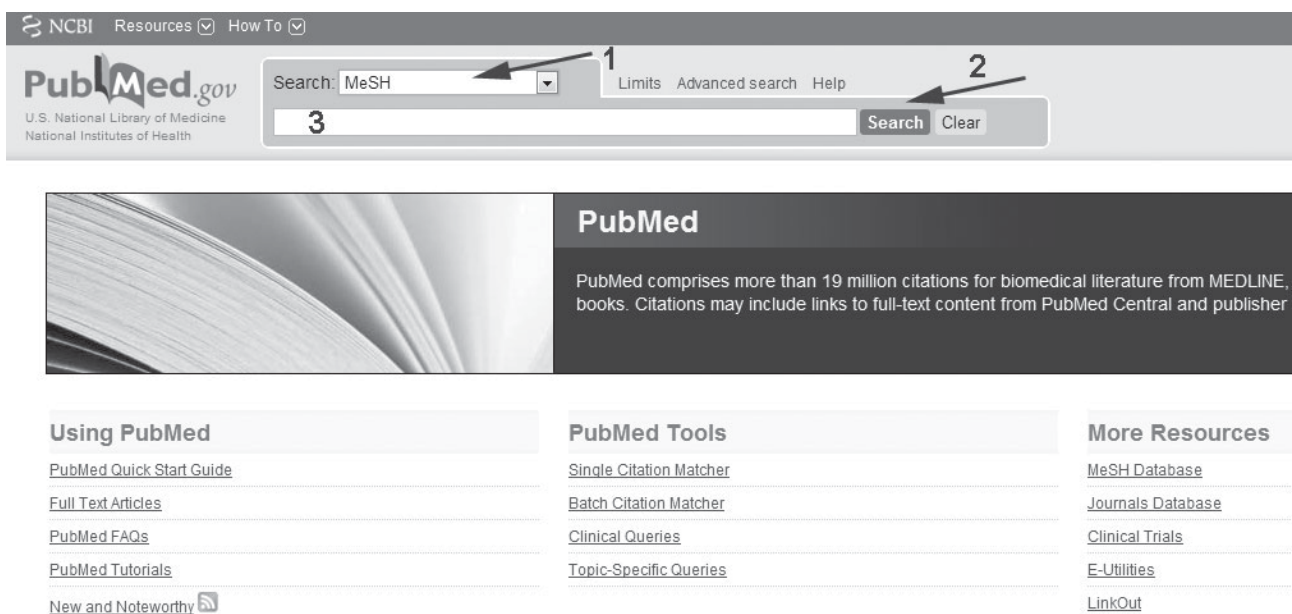 NCBI Resources How To
1
PubMed.gov
Search: MeSH
Limits Advanced search Help
2
U.S. National Library of Medicine
National Institutes of Health
3
Search Clear
PubMed
PubMed comprises more than 19 million citations for biomedical literature from MEDLINE,
books. Citations may include links to full-text content from PubMed Central and publisher
Using PubMed
PubMed Quick Start Guide
Full Text Articles
PubMed FAQs
PubMed Tutorials
New and Noteworthy
PubMed Tools
Single Citation Matcher
Batch Citation Matcher
Clinical Queries
Topic-Specific Queries
More Resources
MeSH Database
Journals Database
Clinical Trials
E-Utilities
LinkOut